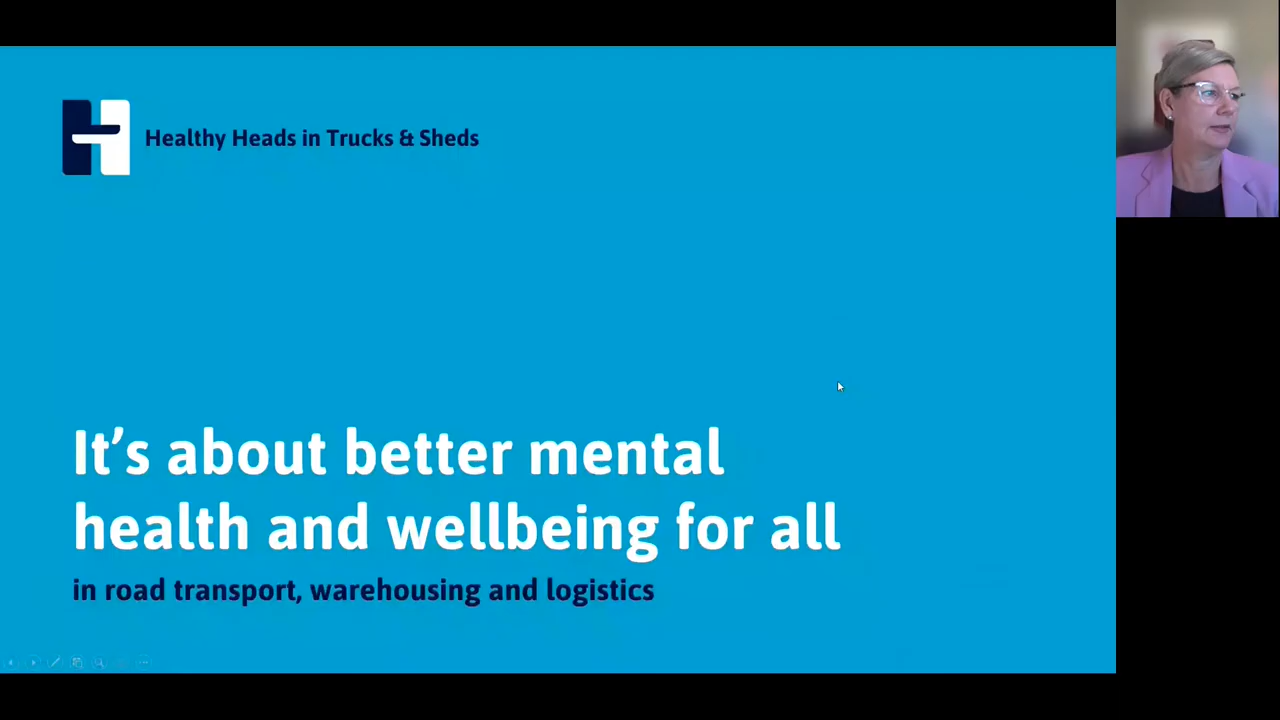 Healthy Heads in Trucks & Sheds
It’s about better mental
health and wellbeing for all
in road transport, warehousing and logistics